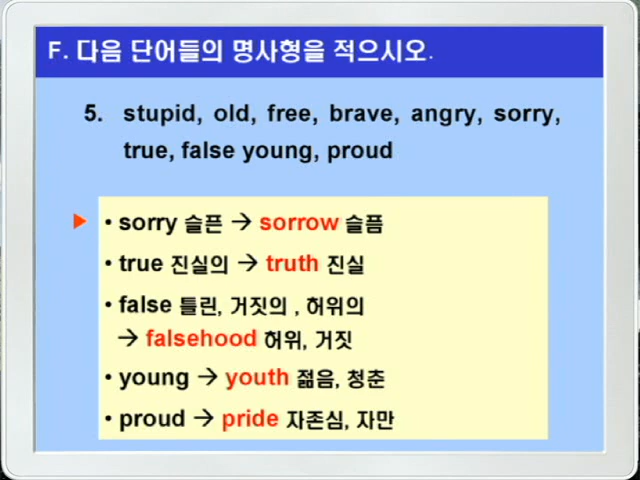 F. 다음 단어들의 명사형을 적으시오.
5. stupid, old, free, brave, angry, sorry,
true, false young, proud
• sorry 슬픈 → sorrow 슬픔
• true 진실의 → truth 진실
• false 틀린, 거짓의 , 허위의
→ falsehood 허위, 거짓
• young → youth 젊음, 청춘
• proud → pride 자존심, 자만